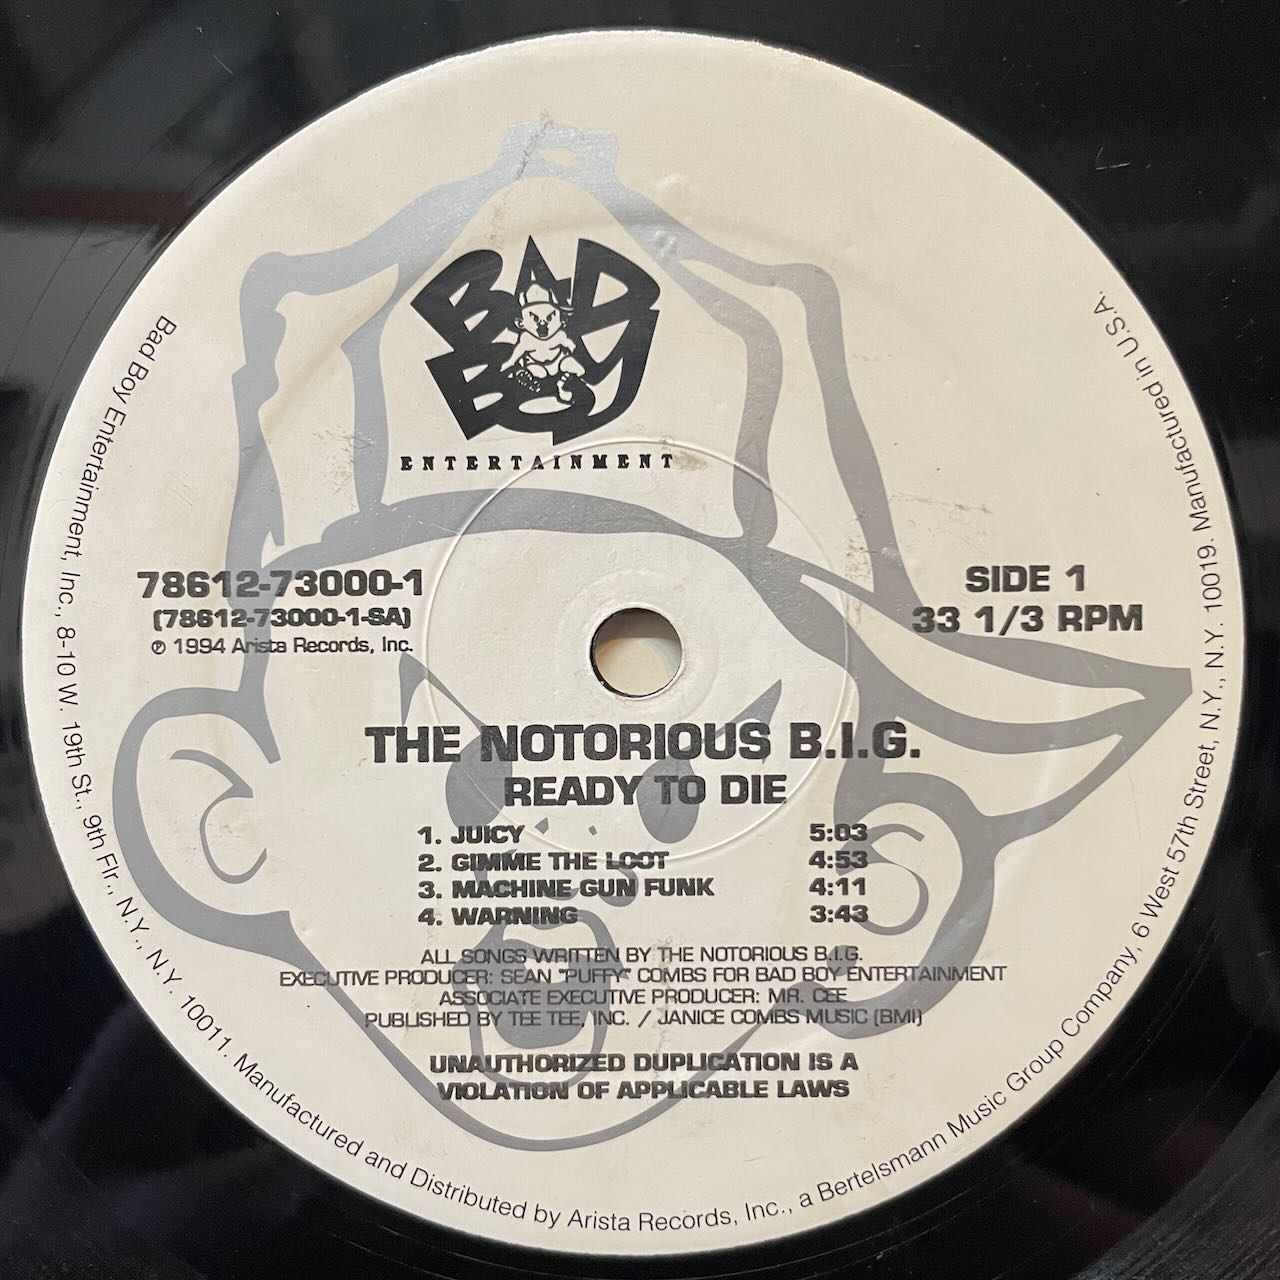 BAD BOY
ENTERTAINMENT
78612-73000-1
(78612-73000-1-SA)
℗ 1994 Arista Records, Inc.
SIDE 1
33 1/3 RPM
THE NOTORIOUS B.I.G.
READY TO DIE
1. JUICY 5:03
2. GIMME THE LOOT 4:53
3. MACHINE GUN FUNK 4:11
4. WARNING 3:43
ALL SONGS WRITTEN BY THE NOTORIOUS B.I.G.
EXECUTIVE PRODUCER: SEAN "PUFFY" COMBS FOR BAD BOY ENTERTAINMENT
ASSOCIATE EXECUTIVE PRODUCER: MR. CEE
PUBLISHED BY TEE TEE, INC. / JANICE COMBS MUSIC (BMI)
UNAUTHORIZED DUPLICATION IS A
VIOLATION OF APPLICABLE LAWS
Bad Boy Entertainment, Inc., 8-10 W. 19th St., 9th Flr., N.Y., N.Y. 10011. Manufactured and Distributed by Arista Records, Inc., a Bertelsmann Music Group Company, 6 West 57th Street, N.Y., N.Y. 10019. Manufactured in U.S.A.